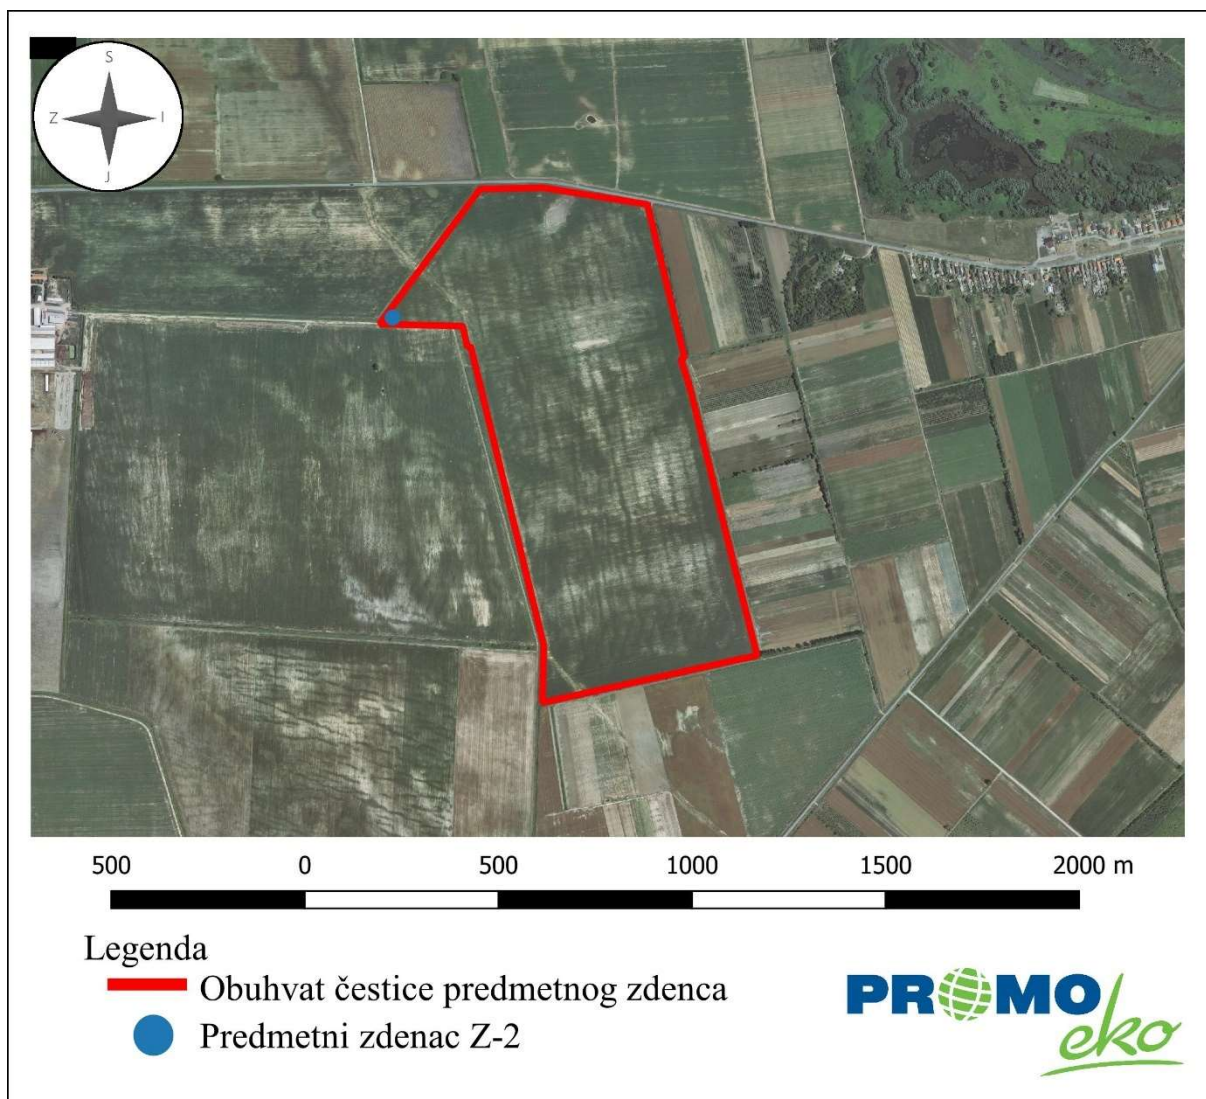 S
Z I
J
500 0 500 1000 1500 2000 m
Legenda
Obuhvat čestice predmetnog zdenca
Predmetni zdenac Z-2
PROMO
eko